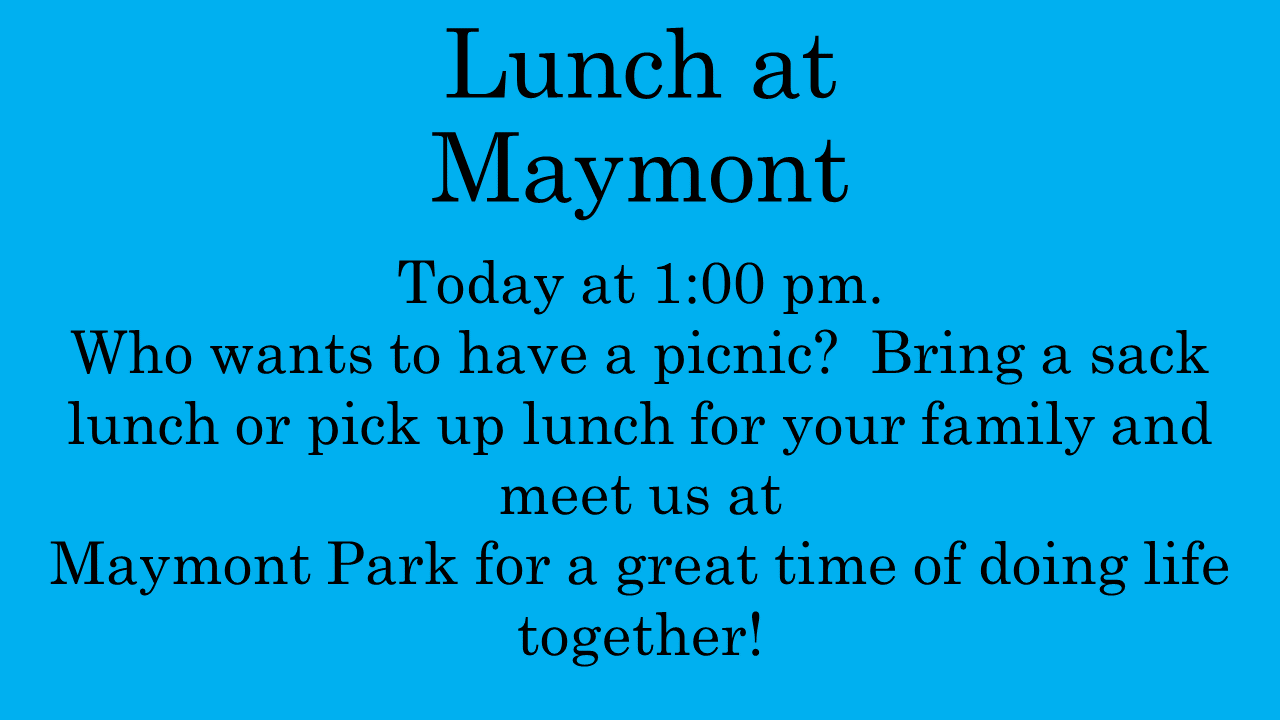 Lunch at
Maymont
Today at 1:00 pm.
Who wants to have a picnic?  Bring a sack
lunch or pick up lunch for your family and
meet us at
Maymont Park for a great time of doing life
together!